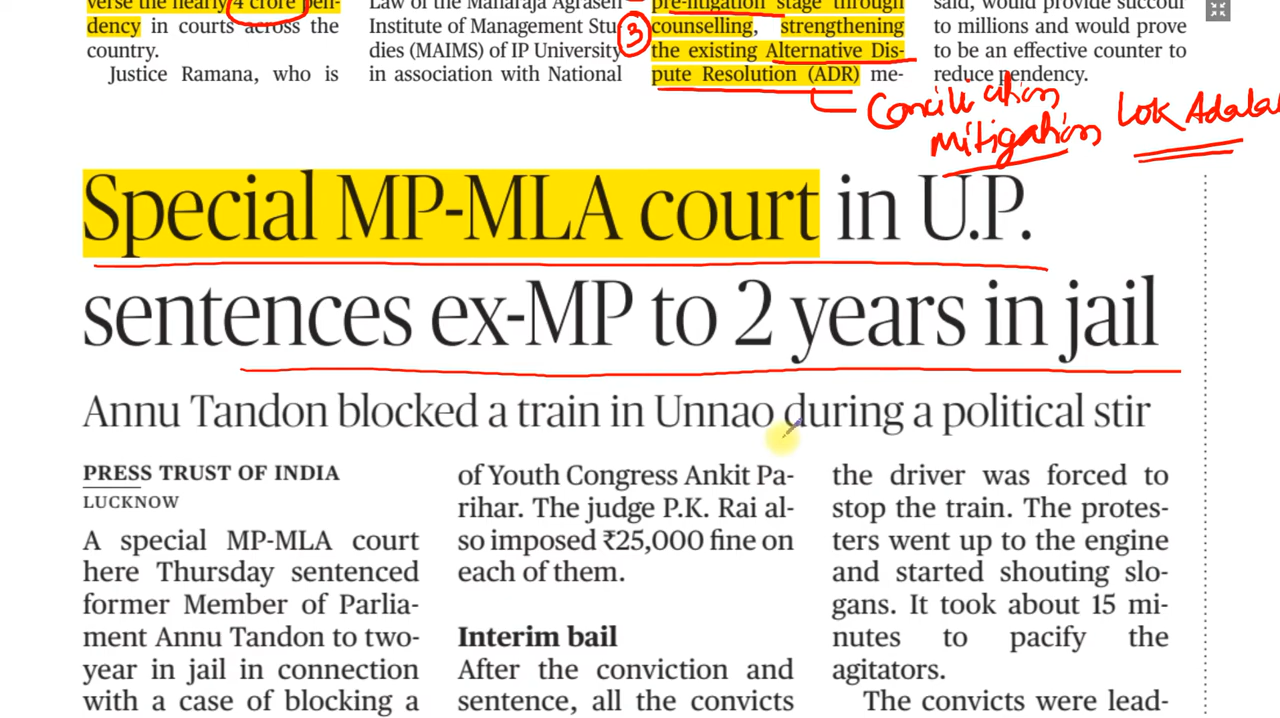 verse the nearly 4 crore pen-
dency in courts across the
country.
Justice Ramana, who is
Law of the Maharaja Agrasen
Institute of Management Stu-
dies (MAIMS) of IP University
in association with National
pre-litigation stage through
counselling, strengthening
the existing Alternative Dis-
pute Resolution (ADR) me-
3
said, would provide succour
to millions and would prove
to be an effective counter to
reduce pendency.
Conciliation
mitigation
Lok Adalat
Special MP-MLA court in U.P.
sentences ex-MP to 2 years in jail
Annu Tandon blocked a train in Unnao during a political stir
PRESS TRUST OF INDIA
LUCKNOW
A special MP-MLA court
here Thursday sentenced
former Member of Parlia-
ment Annu Tandon to two-
year in jail in connection
with a case of blocking a
of Youth Congress Ankit Pa-
rihar. The judge P.K. Rai al-
so imposed ₹25,000 fine on
each of them.
Interim bail
After the conviction and
sentence, all the convicts
the driver was forced to
stop the train. The protes-
ters went up to the engine
and started shouting slo-
gans. It took about 15 mi-
nutes to pacify the
agitators.
The convicts were lead-